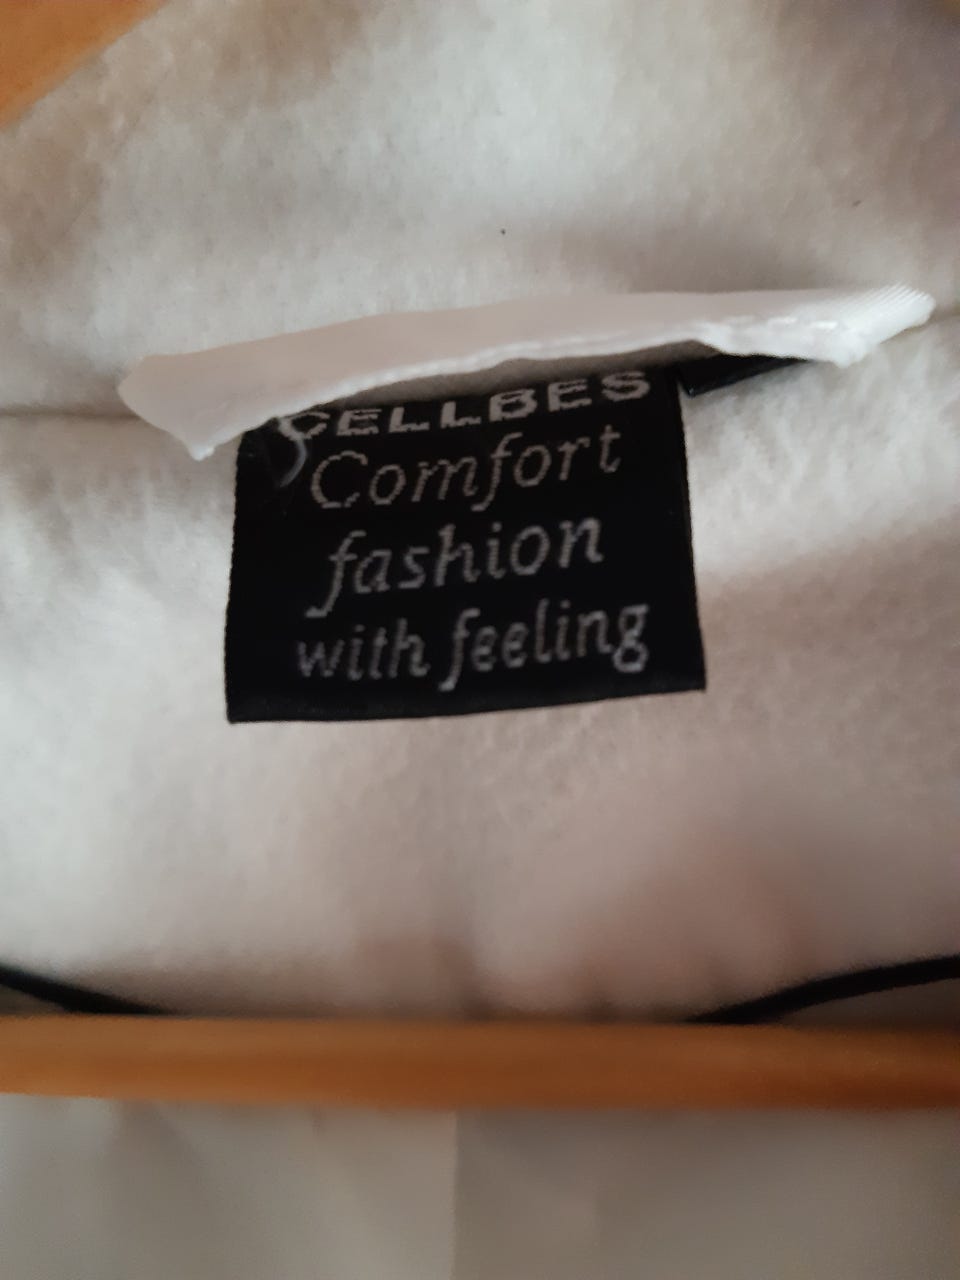 CELLBES
Comfort
fashion
with feeling